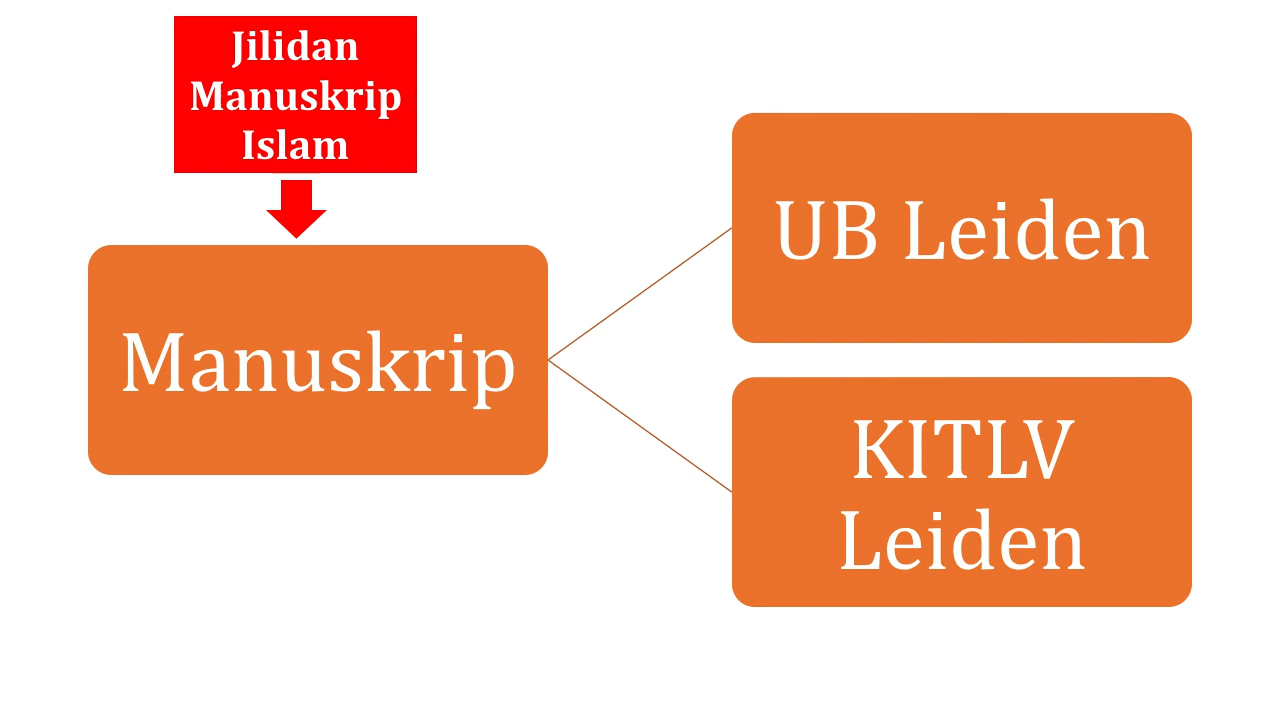 Jilidan
Manuskrip
Islam
Manuskrip
UB Leiden
KITLV
Leiden